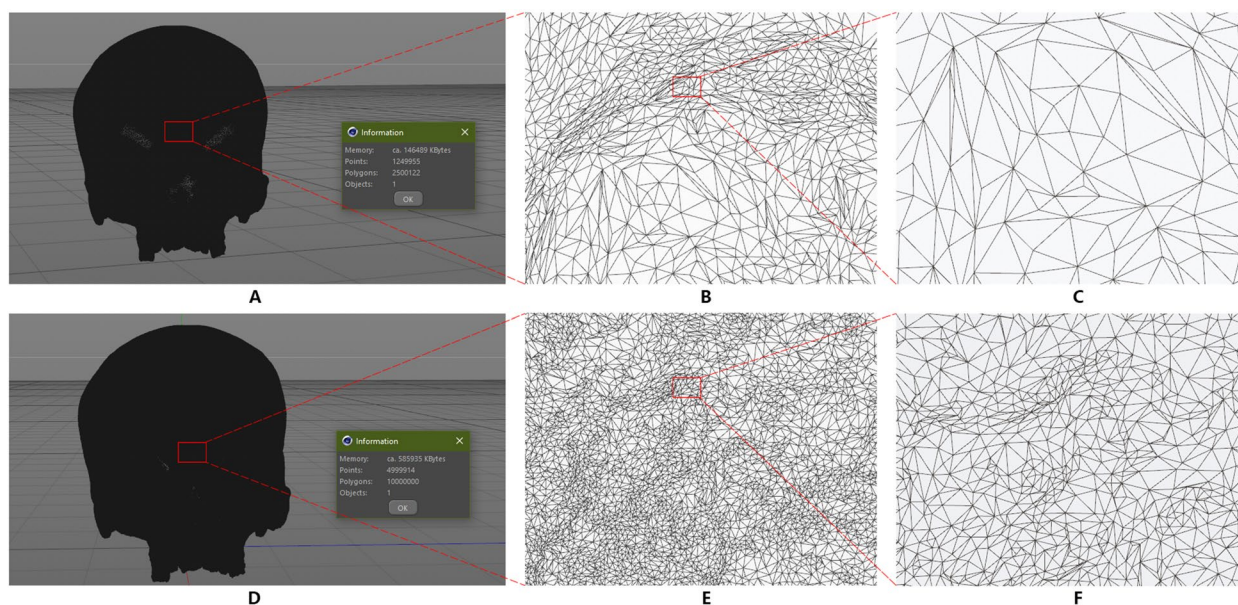 Information
Memory: ca. 146489 KBytes
Points: 1249955
Polygons: 2500122
Objects: 1
OK
A
B
C
Information
Memory: ca. 585935 KBytes
Points: 4999914
Polygons: 10000000
Objects: 1
OK
D
E
F